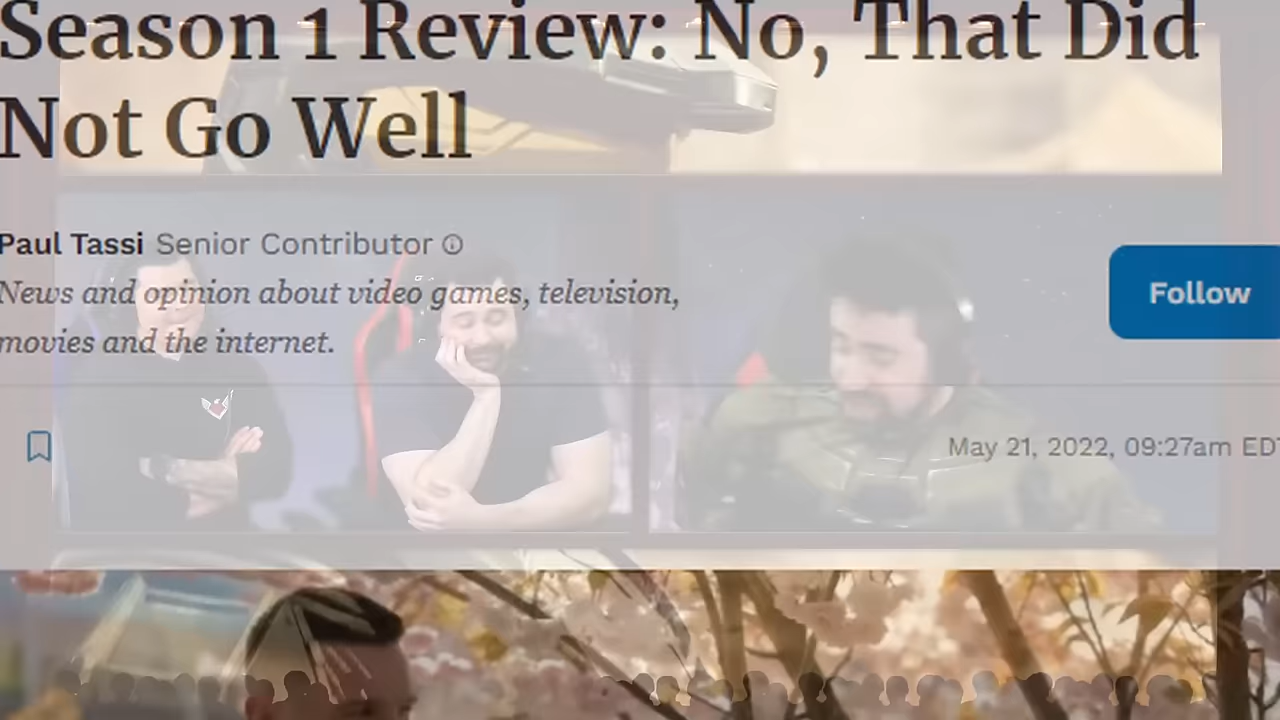 Season 1 Review: No, That Did
Not Go Well
Paul Tassi Senior Contributor
News and opinion about video games, television,
movies and the internet.
Follow
May 21, 2022, 09:27am EDT